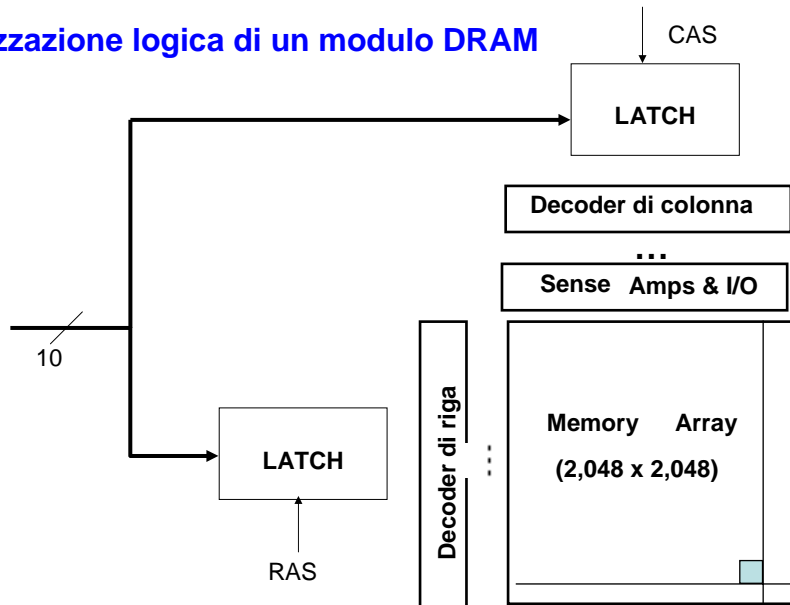 zzazione logica di un modulo DRAM
CAS
LATCH
Decoder di colonna
...
Sense Amps & I/O
10
Decoder di riga
...
Memory Array
(2,048 x 2,048)
LATCH
RAS